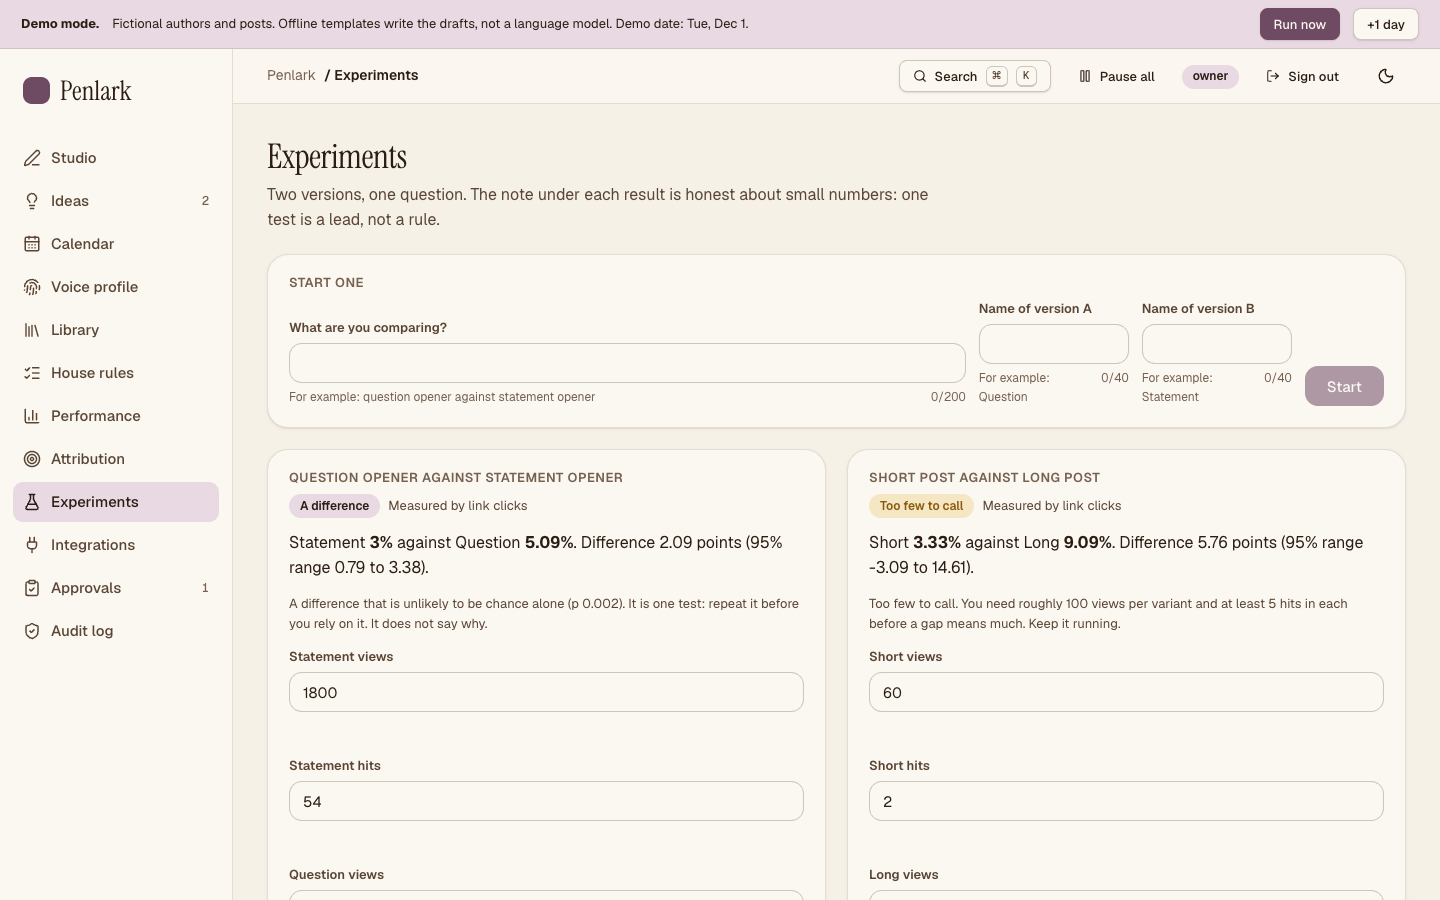 Demo mode. Fictional authors and posts. Offline templates write the drafts, not a language model. Demo date: Tue, Dec 1.
Run now
+1 day
Penlark
Penlark / Experiments
Search ⌘ K
Pause all
owner
Sign out
Studio
Ideas 2
Calendar
Voice profile
Library
House rules
Performance
Attribution
Experiments
Integrations
Approvals 1
Audit log
Experiments
Two versions, one question. The note under each result is honest about small numbers: one
test is a lead, not a rule.
START ONE
What are you comparing?
For example: question opener against statement opener 0/200
Name of version A
For example: 0/40
Question
Name of version B
For example: 0/40
Statement
Start
QUESTION OPENER AGAINST STATEMENT OPENER
A difference Measured by link clicks
Statement 3% against Question 5.09%. Difference 2.09 points (95%
range 0.79 to 3.38).
A difference that is unlikely to be chance alone (p 0.002). It is one test: repeat it before
you rely on it. It does not say why.
Statement views
1800
Statement hits
54
Question views
SHORT POST AGAINST LONG POST
Too few to call Measured by link clicks
Short 3.33% against Long 9.09%. Difference 5.76 points (95% range
-3.09 to 14.61).
Too few to call. You need roughly 100 views per variant and at least 5 hits in each
before a gap means much. Keep it running.
Short views
60
Short hits
2
Long views